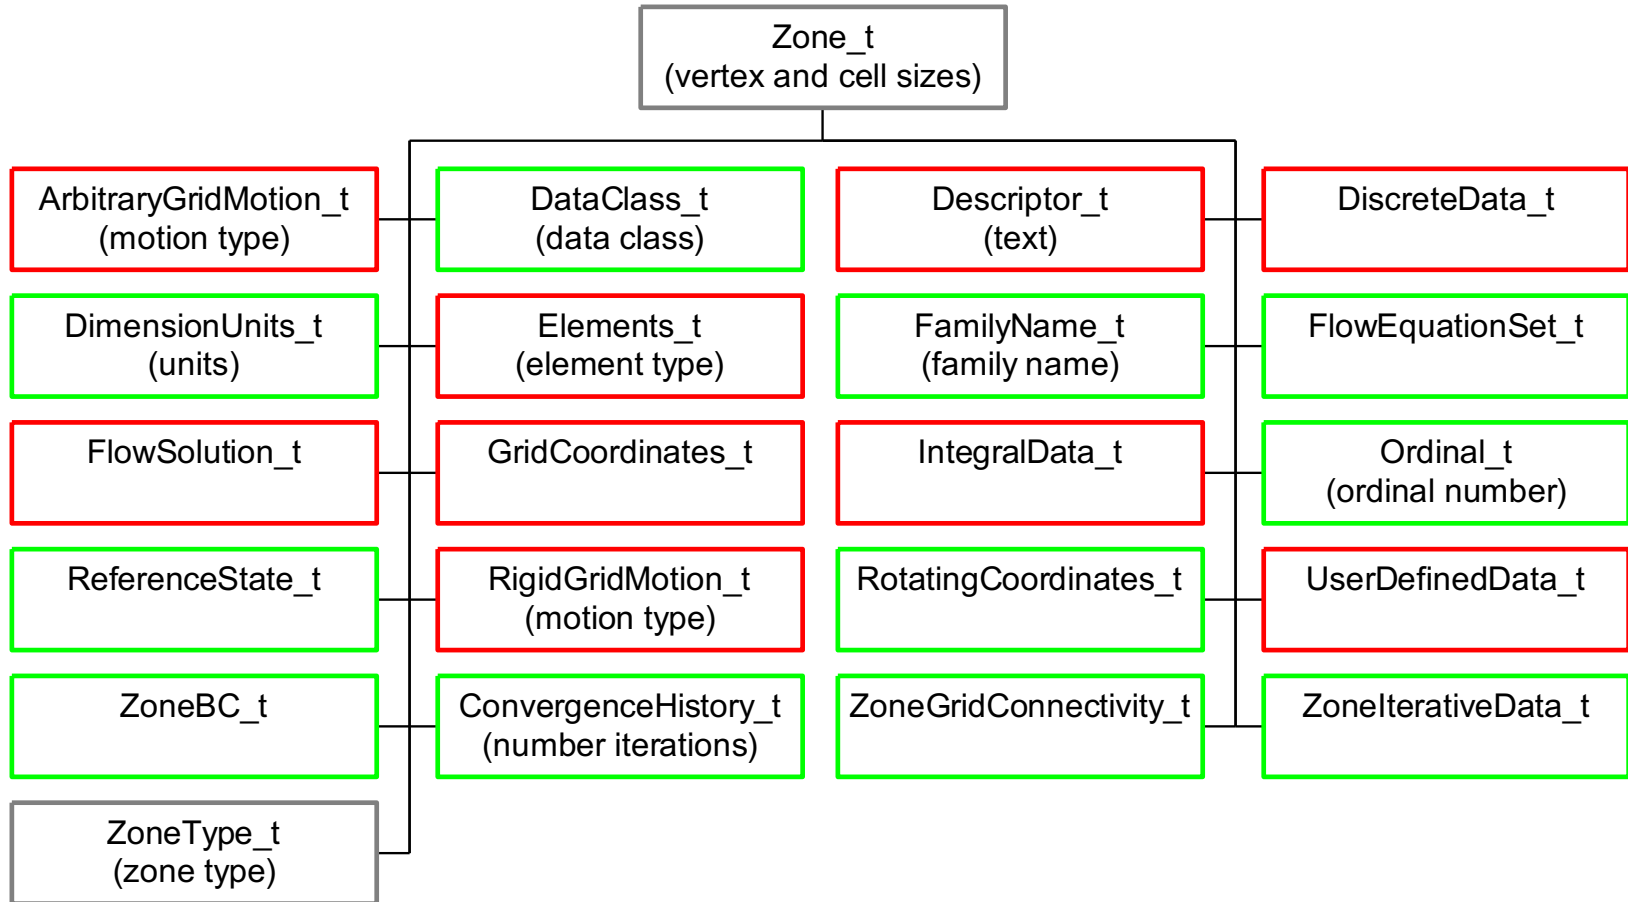 Zone_t
(vertex and cell sizes)
ArbitraryGridMotion_t
(motion type)
DataClass_t
(data class)
Descriptor_t
(text)
DiscreteData_t
DimensionUnits_t
(units)
Elements_t
(element type)
FamilyName_t
(family name)
FlowEquationSet_t
FlowSolution_t
GridCoordinates_t
IntegralData_t
Ordinal_t
(ordinal number)
ReferenceState_t
RigidGridMotion_t
(motion type)
RotatingCoordinates_t
UserDefinedData_t
ZoneBC_t
ConvergenceHistory_t
(number iterations)
ZoneGridConnectivity_t
ZoneIterativeData_t
ZoneType_t
(zone type)